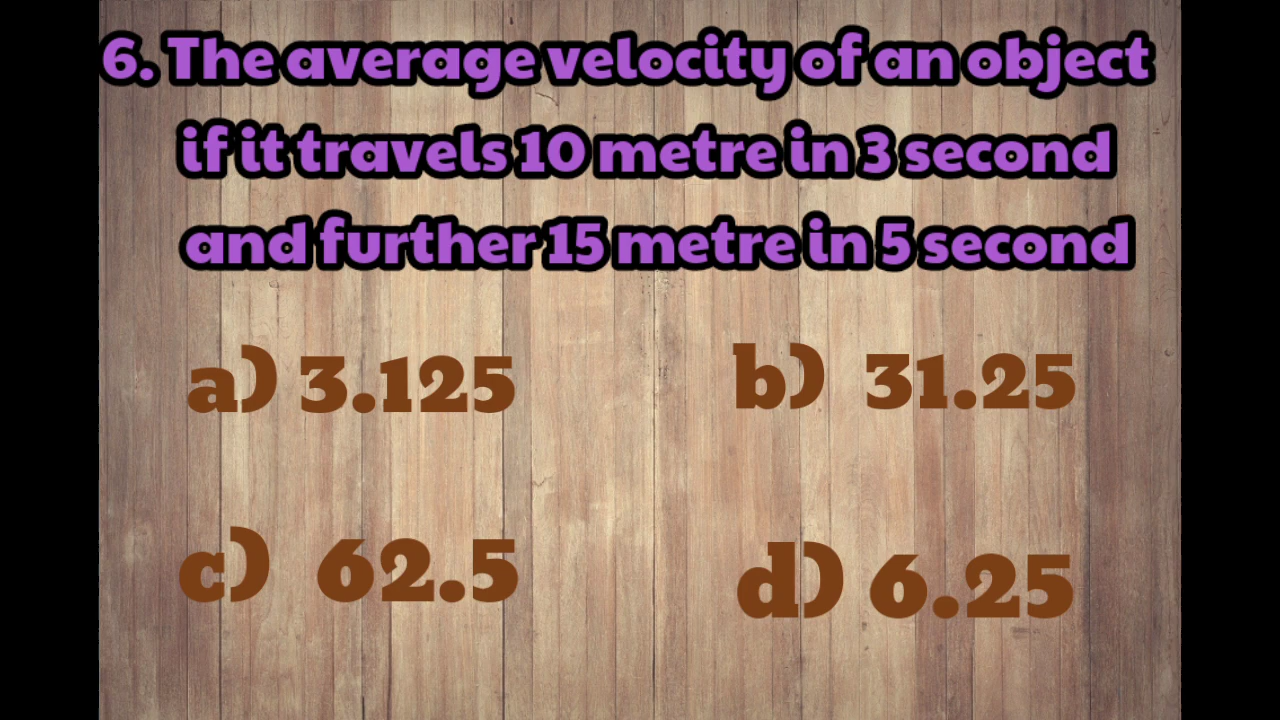 6. The average velocity of an object
if it travels 10 metre in 3 second
and further 15 metre in 5 second
a) 3.125
b) 31.25
c) 62.5
d) 6.25